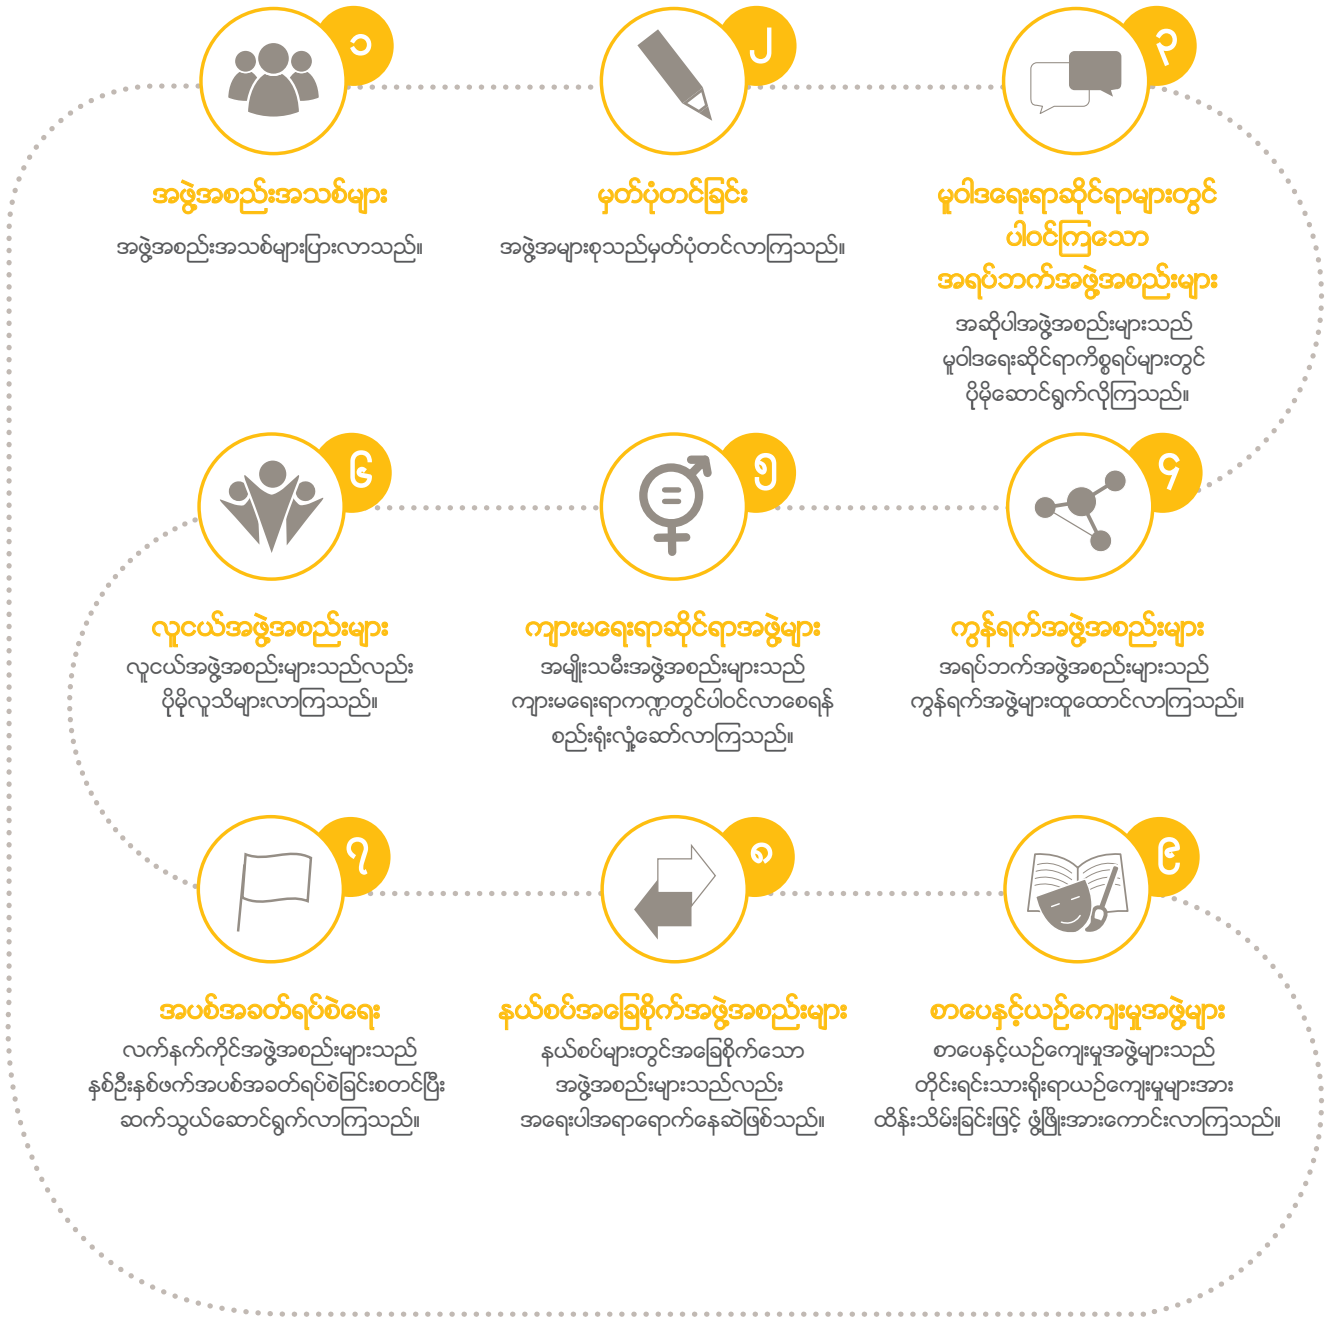 ၁
အဖွဲ့အစည်းအသစ်များ
အဖွဲ့အစည်းအသစ်များပြားလာသည်။
၂
မှတ်ပုံတင်ခြင်း
အဖွဲ့အများစုသည်မှတ်ပုံတင်လာကြသည်။
၃
မူဝါဒရေးရာဆိုင်ရာများတွင်
ပါဝင်ကြသော
အရပ်ဘက်အဖွဲ့အစည်းများ
အဆိုပါအဖွဲ့အစည်းများသည်
မူဝါဒရေးဆိုင်ရာကိစ္စရပ်များတွင်
ပိုမိုဆောင်ရွက်လိုကြသည်။
၄
ကွန်ရက်အဖွဲ့အစည်းများ
အရပ်ဘက်အဖွဲ့အစည်းများသည်
ကွန်ရက်အဖွဲ့များထူထောင်လာကြသည်။
၅
ကျားမရေးရာဆိုင်ရာအဖွဲ့များ
အမျိုးသမီးအဖွဲ့အစည်းများသည်
ကျားမရေးရာကဏ္ဍတွင်ပါဝင်လာစေရန်
စည်းရုံးလှုံ့ဆော်လာကြသည်။
၆
လူငယ်အဖွဲ့အစည်းများ
လူငယ်အဖွဲ့အစည်းများသည်လည်း
ပိုမိုလူသိများလာကြသည်။
၇
အပစ်အခတ်ရပ်စဲရေး
လက်နက်ကိုင်အဖွဲ့အစည်းများသည်
နှစ်ဦးနှစ်ဖက်အပစ်အခတ်ရပ်စဲခြင်းစတင်ပြီး
ဆက်သွယ်ဆောင်ရွက်လာကြသည်။
၈
နယ်စပ်အခြေစိုက်အဖွဲ့အစည်းများ
နယ်စပ်များတွင်အခြေစိုက်သော
အဖွဲ့အစည်းများသည်လည်း
အရေးပါအရာရောက်နေဆဲဖြစ်သည်။
၉
စာပေနှင့်ယဉ်ကျေးမှုအဖွဲ့များ
စာပေနှင့်ယဉ်ကျေးမှုအဖွဲ့များသည်
တိုင်းရင်းသားရိုးရာယဉ်ကျေးမှုများအား
ထိန်းသိမ်းခြင်းဖြင့် ဖွံ့ဖြိုးအားကောင်းလာကြသည်။